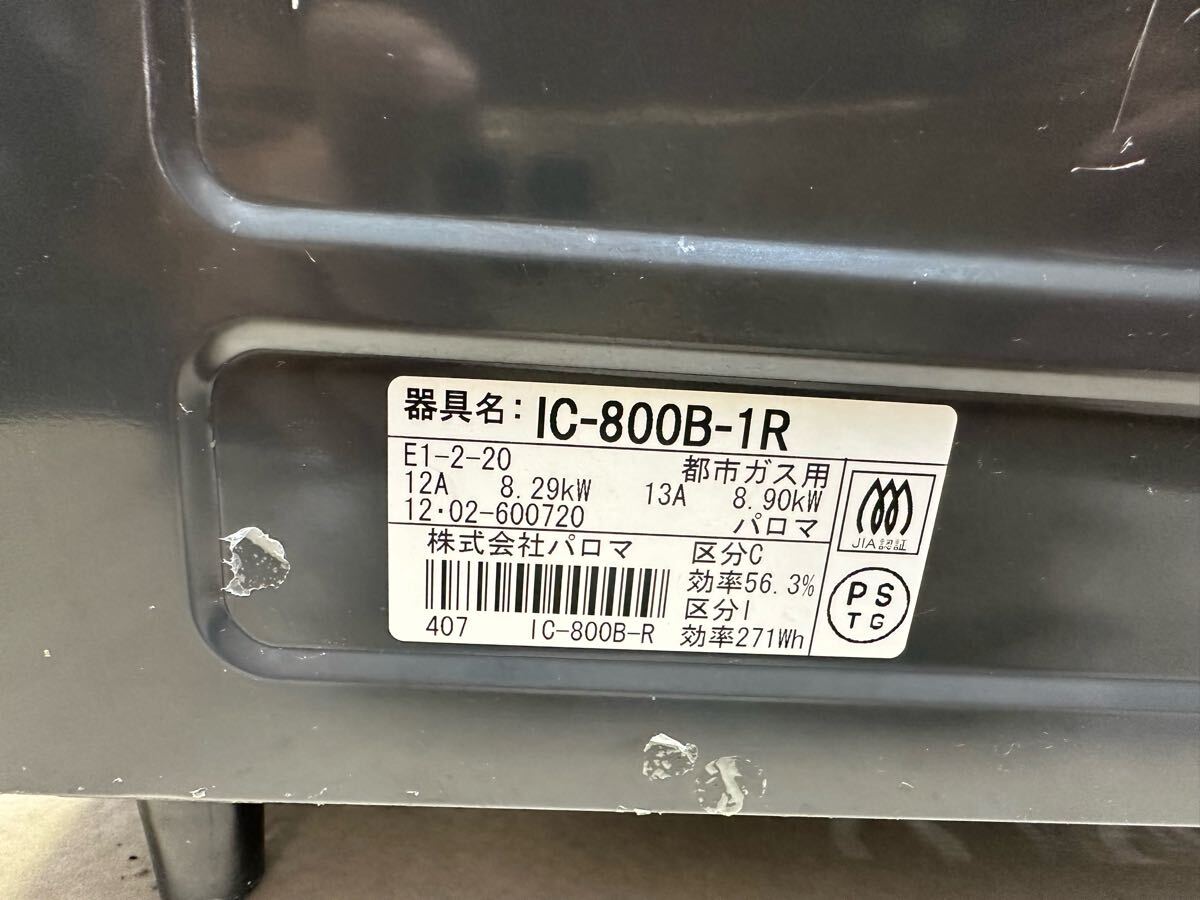 器具名: IC-800B-1R
E1-2-20 都市ガス用
12A 8.29kW 13A 8.90kW
12・02-600720 パロマ
株式会社パロマ 区分C
効率56.3%
区分I
407 IC-800B-R 効率271Wh
JIA認証
PS
TG